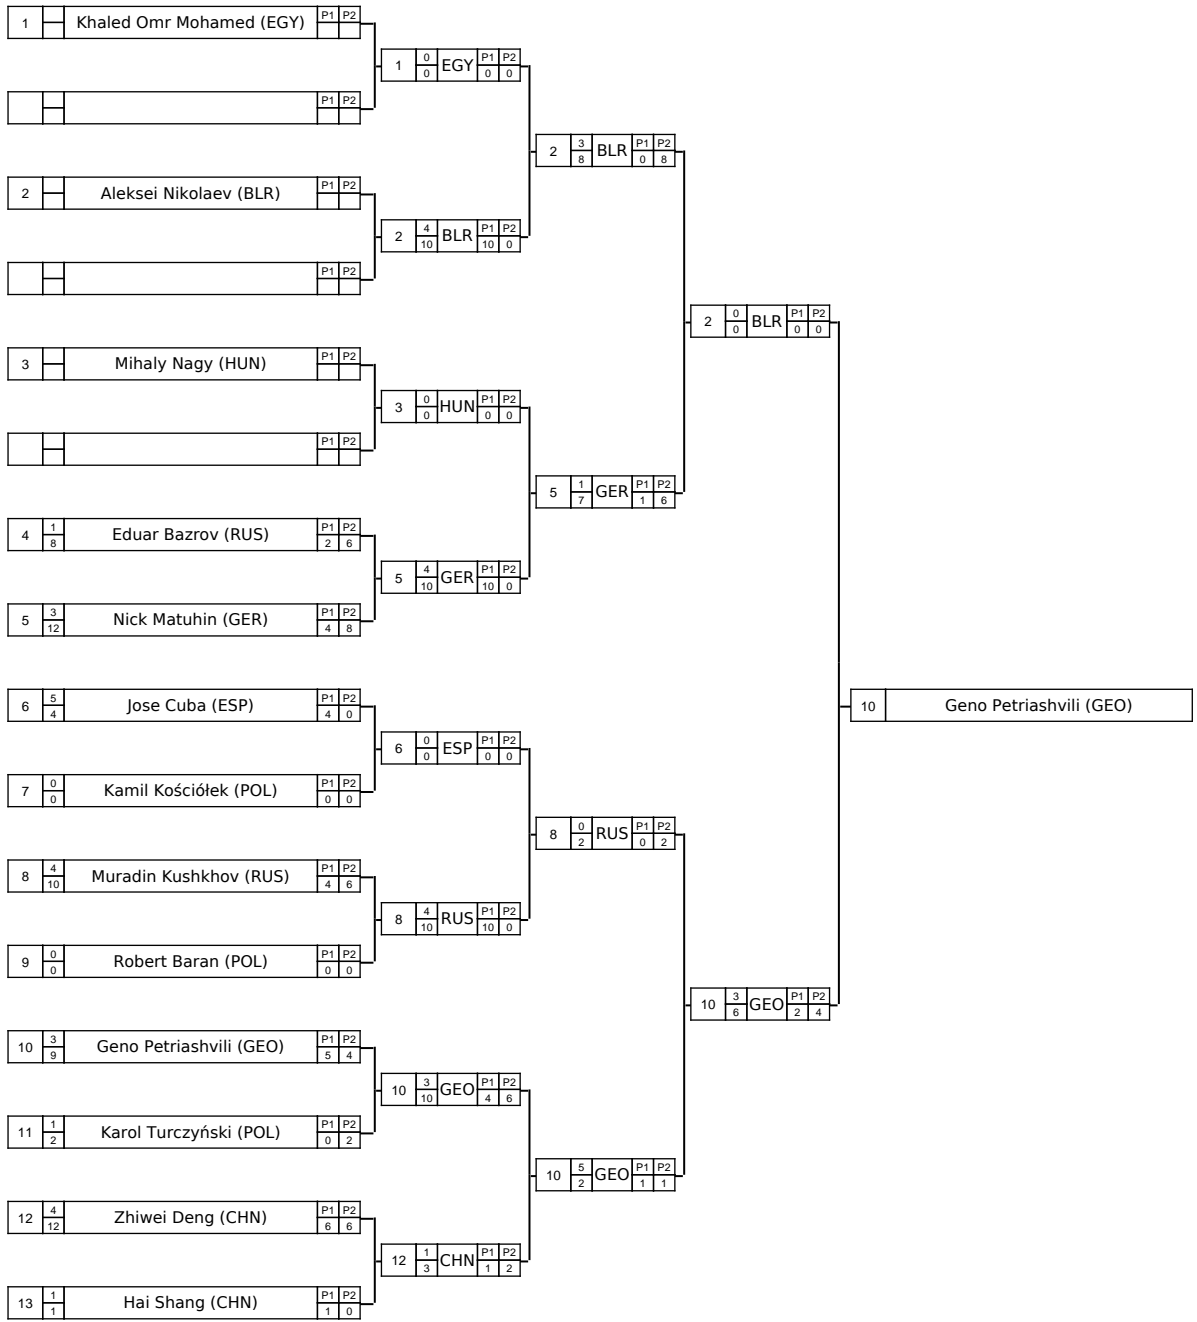 1 Khaled Omr Mohamed (EGY) P1 P2
1 0 0 EGY P1 P2 0 0
P1 P2
2 3 8 BLR P1 P2 0 8
2 Aleksei Nikolaev (BLR) P1 P2
2 4 10 BLR P1 P2 10 0
P1 P2
2 0 0 BLR P1 P2 0 0
3 Mihaly Nagy (HUN) P1 P2
3 0 0 HUN P1 P2 0 0
P1 P2
5 1 7 GER P1 P2 1 6
4 1 8 Eduar Bazrov (RUS) P1 P2 2 6
5 4 10 GER P1 P2 10 0
5 3 12 Nick Matuhin (GER) P1 P2 4 8
6 5 4 Jose Cuba (ESP) P1 P2 4 0
10 Geno Petriashvili (GEO)
6 0 0 ESP P1 P2 0 0
7 0 0 Kamil Kościółek (POL) P1 P2 0 0
8 0 2 RUS P1 P2 0 2
8 4 10 Muradin Kushkhov (RUS) P1 P2 4 6
8 4 10 RUS P1 P2 10 0
9 0 0 Robert Baran (POL) P1 P2 0 0
10 3 6 GEO P1 P2 2 4
10 3 9 Geno Petriashvili (GEO) P1 P2 5 4
10 3 10 GEO P1 P2 4 6
11 1 2 Karol Turczyński (POL) P1 P2 0 2
10 5 2 GEO P1 P2 1 1
12 4 12 Zhiwei Deng (CHN) P1 P2 6 6
12 1 3 CHN P1 P2 1 2
13 1 1 Hai Shang (CHN) P1 P2 1 0